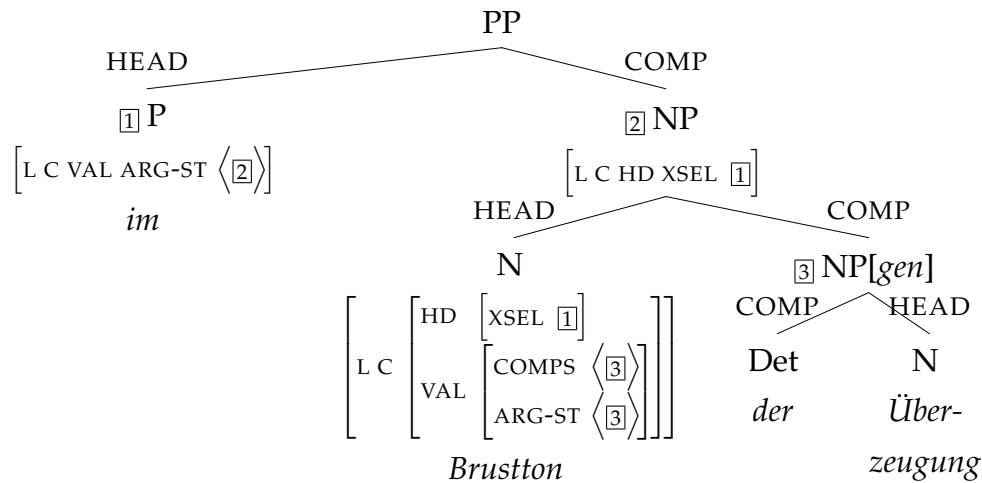 PP
HEAD COMP
1 P 2 NP
[L C VAL ARG-ST ⟨2⟩] [L C HD XSEL 1]
im HEAD COMP
N 3 NP[gen]
COMP HEAD
HD [XSEL 1]
Det N
L C COMPS ⟨3⟩
VAL der Über-
ARG-ST ⟨3⟩
Brustton zeugung